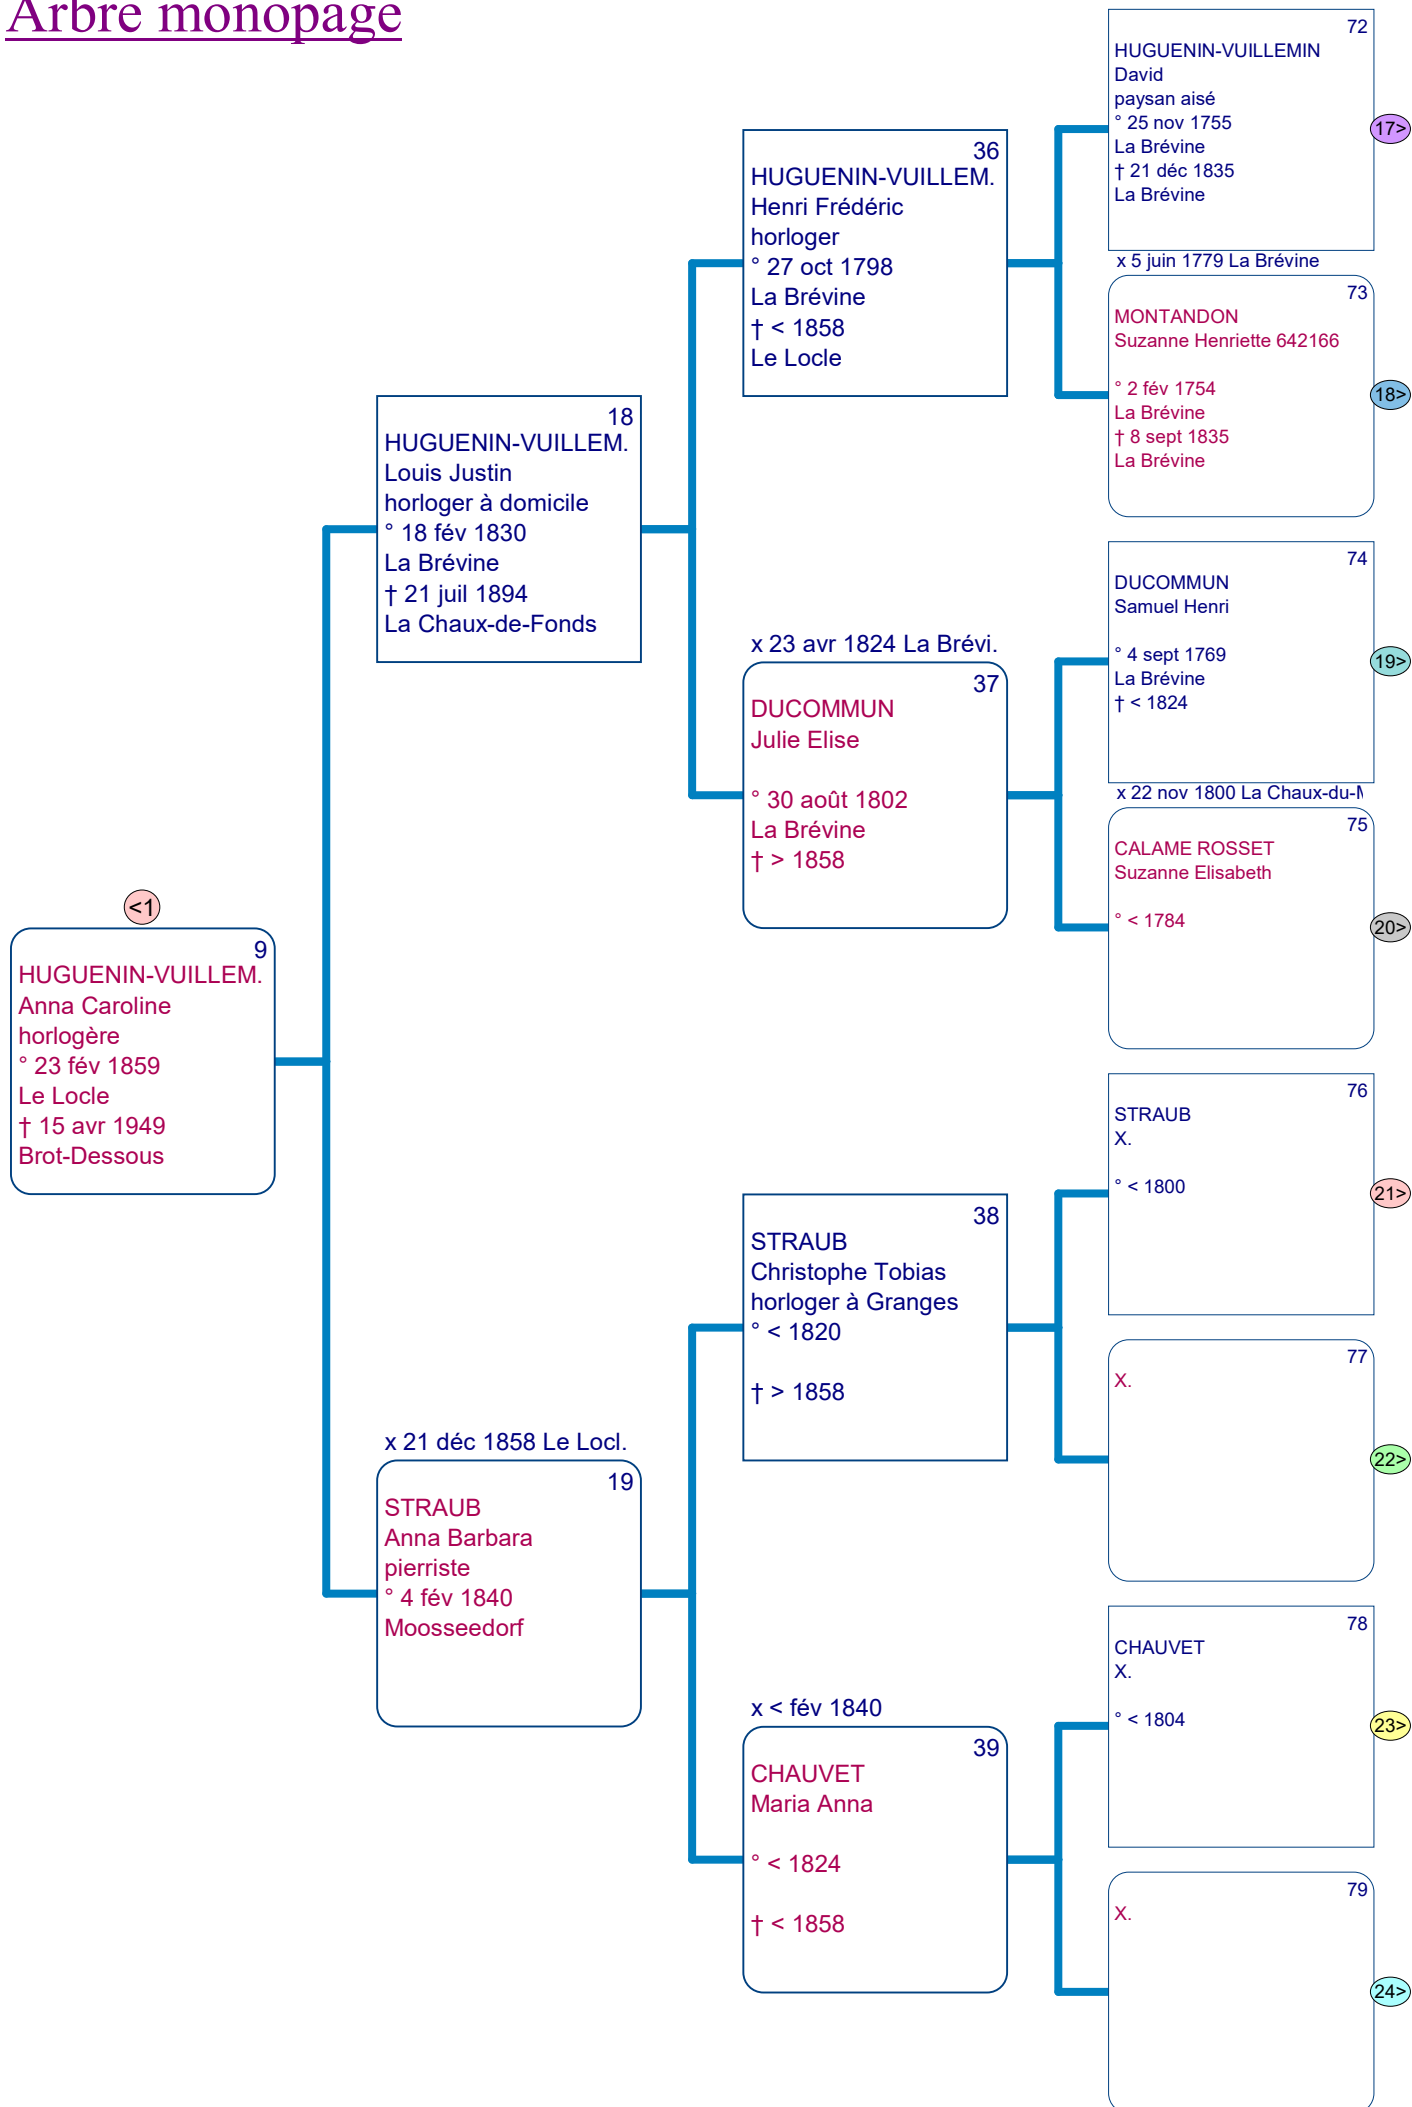 Arbre monopage
<1
9
HUGUENIN-VUILLEM.
Anna Caroline
horlogère
° 23 fév 1859
Le Locle
† 15 avr 1949
Brot-Dessous
18
HUGUENIN-VUILLEM.
Louis Justin
horloger à domicile
° 18 fév 1830
La Brévine
† 21 juil 1894
La Chaux-de-Fonds
x 21 déc 1858 Le Locl.
19
STRAUB
Anna Barbara
pierriste
° 4 fév 1840
Moosseedorf
36
HUGUENIN-VUILLEM.
Henri Frédéric
horloger
° 27 oct 1798
La Brévine
† < 1858
Le Locle
x 23 avr 1824 La Brévi.
37
DUCOMMUN
Julie Elise
° 30 août 1802
La Brévine
† > 1858
38
STRAUB
Christophe Tobias
horloger à Granges
° < 1820
† > 1858
x < fév 1840
39
CHAUVET
Maria Anna
° < 1824
† < 1858
72
HUGUENIN-VUILLEMIN
David
paysan aisé
° 25 nov 1755
La Brévine
† 21 déc 1835
La Brévine
17>
x 5 juin 1779 La Brévine
73
MONTANDON
Suzanne Henriette 642166
° 2 fév 1754
La Brévine
† 8 sept 1835
La Brévine
18>
74
DUCOMMUN
Samuel Henri
° 4 sept 1769
La Brévine
† < 1824
19>
x 22 nov 1800 La Chaux-du-M
75
CALAME ROSSET
Suzanne Elisabeth
° < 1784
20>
76
STRAUB
X.
° < 1800
21>
77
X.
22>
78
CHAUVET
X.
° < 1804
23>
79
X.
24>